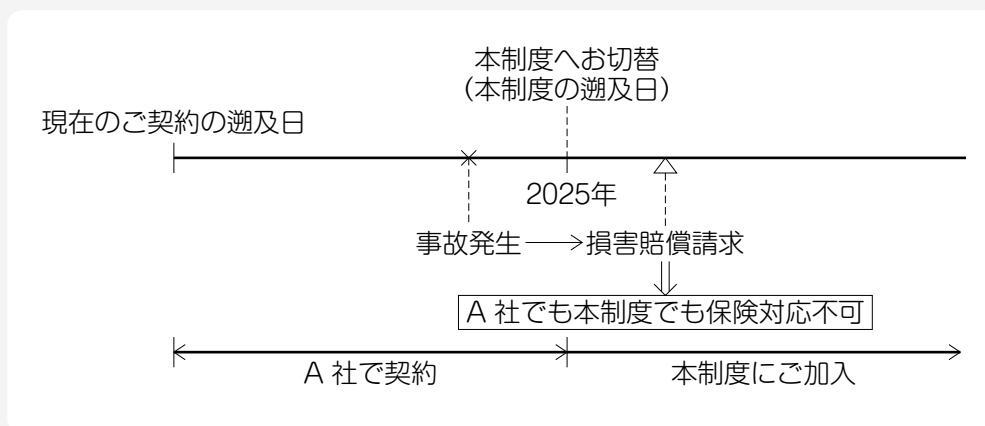 本制度へお切替
(本制度の遡及日)
現在のご契約の遡及日
2025年
事故発生
損害賠償請求
A 社でも本制度でも保険対応不可
A 社で契約
本制度にご加入